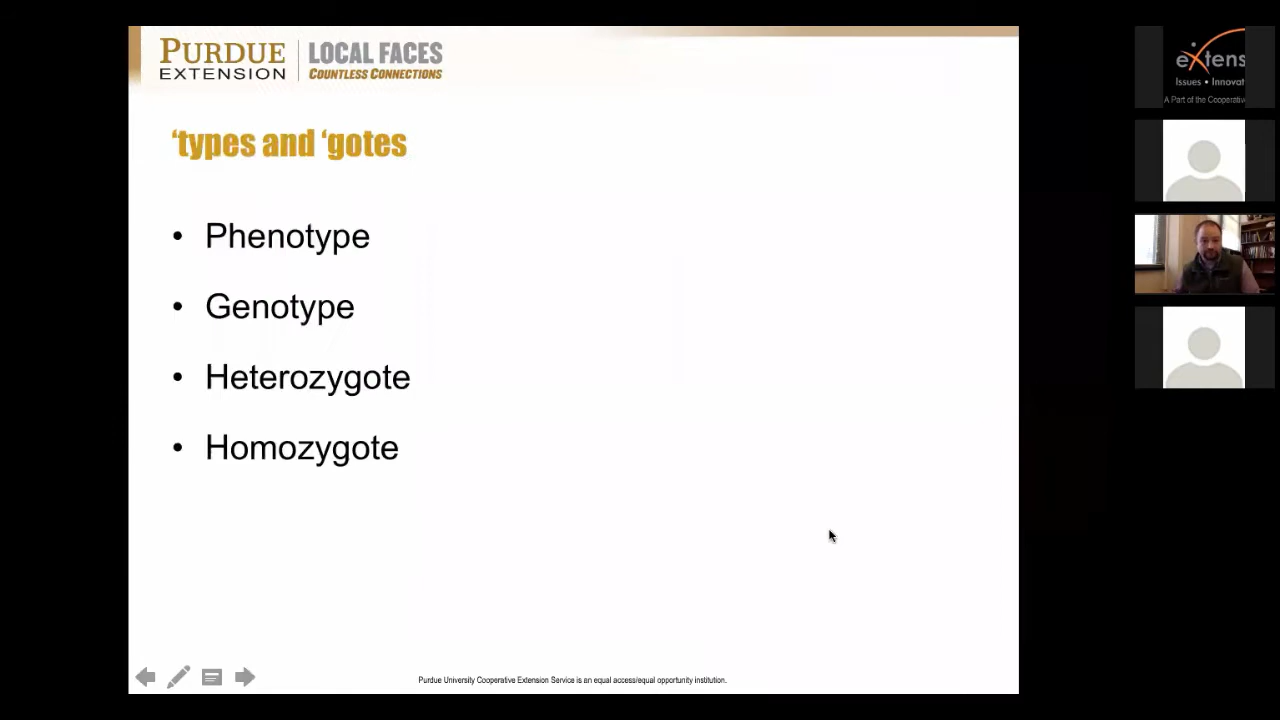 PURDUE
EXTENSION
LOCAL FACES
COUNTLESS CONNECTIONS
‘types and ‘gotes
• Phenotype
• Genotype
• Heterozygote
• Homozygote
Purdue University Cooperative Extension Service is an equal access/equal opportunity institution.
eXtens
Issues • Innovat
A Part of the Cooperativ